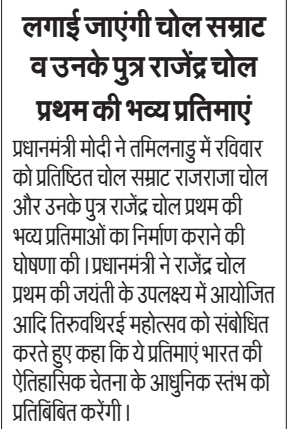 लगाई जाएंगी चोल सम्राट
व उनके पुत्र राजेंद्र चोल
प्रथम की भव्य प्रतिमाएं
प्रधानमंत्री मोदी ने तमिलनाडु में रविवार
को प्रतिष्ठित चोल सम्राट राजराजा चोल
और उनके पुत्र राजेंद्र चोल प्रथम की
भव्य प्रतिमाओं का निर्माण कराने की
घोषणा की। प्रधानमंत्री ने राजेंद्र चोल
प्रथम की जयंती के उपलक्ष्य में आयोजित
आदि तिरुवथिरई महोत्सव को संबोधित
करते हुए कहा कि ये प्रतिमाएं भारत की
ऐतिहासिक चेतना के आधुनिक स्तंभ को
प्रतिबिंबित करेंगी।